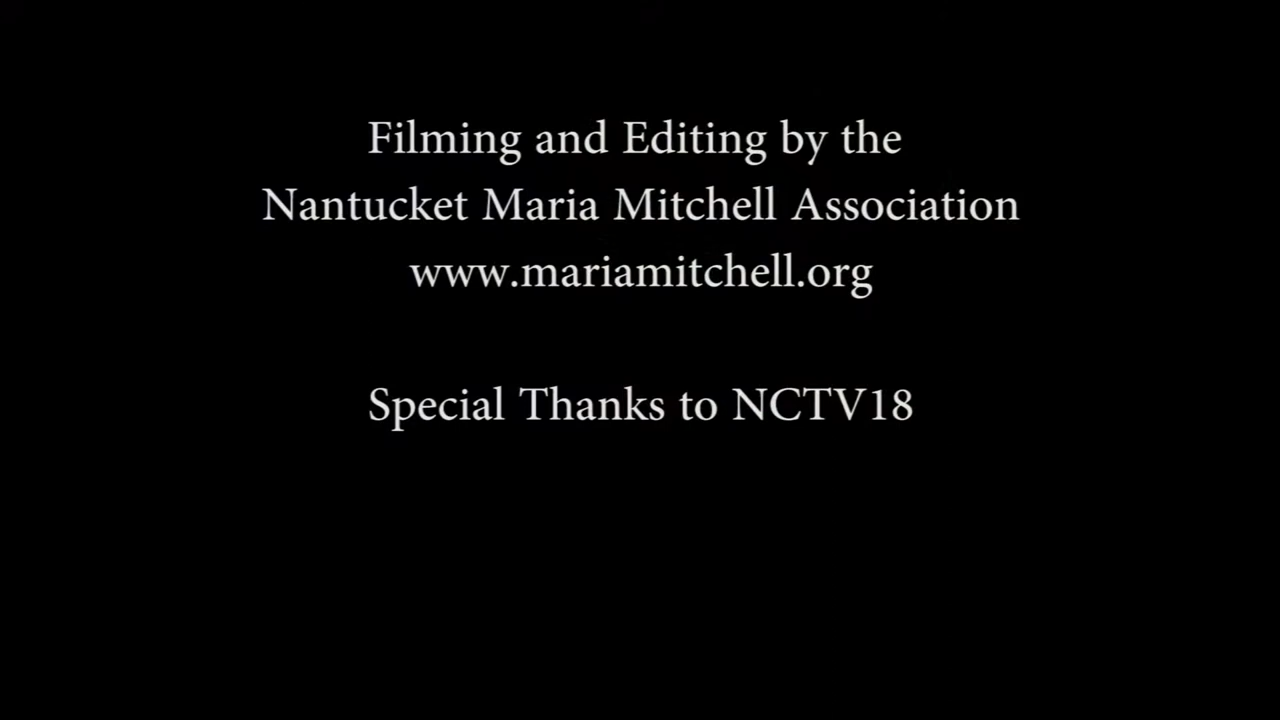 Filming and Editing by the
Nantucket Maria Mitchell Association
www.mariamitchell.org
Special Thanks to NCTV18